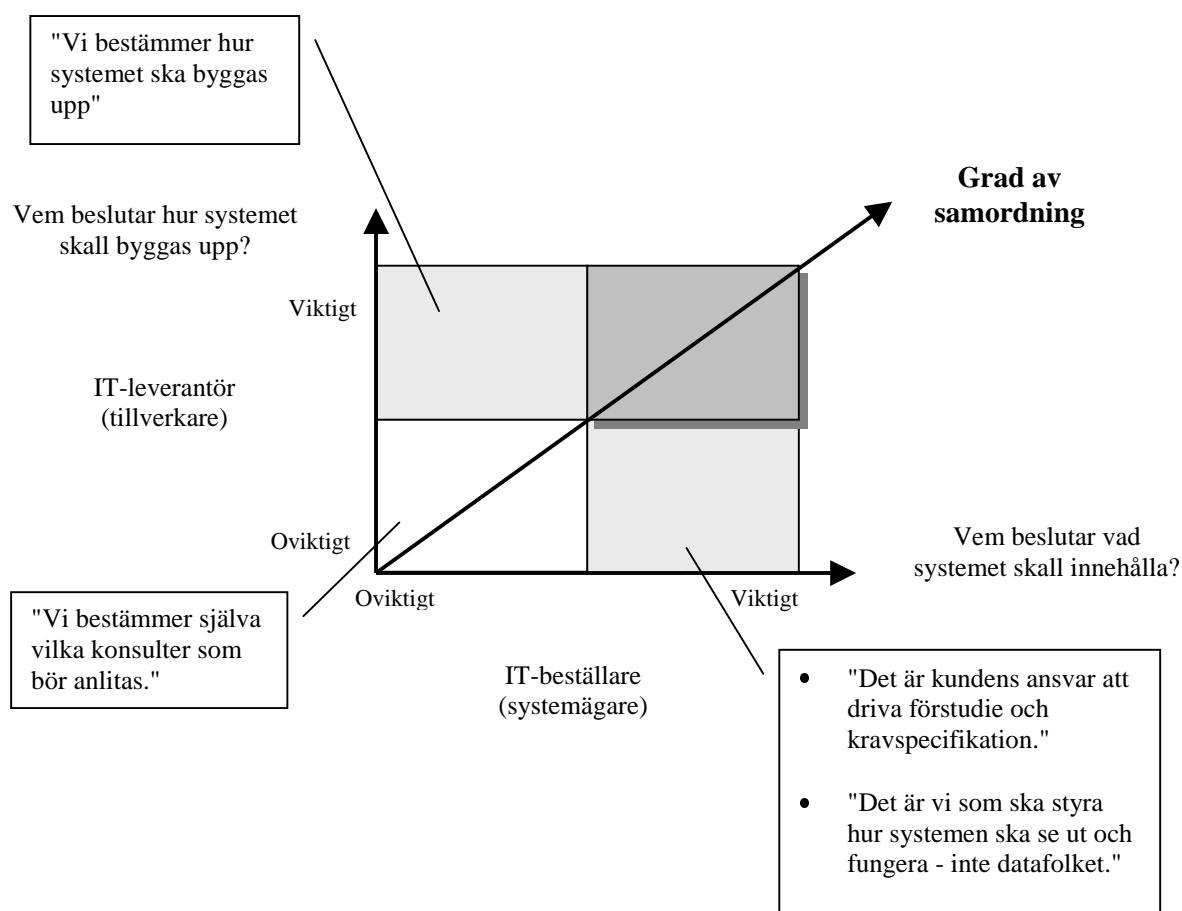 "Vi bestämmer hur
systemet ska byggas
upp"
Grad av
samordning
Vem beslutar hur systemet
skall byggas upp?
Viktigt
IT-leverantör
(tillverkare)
Oviktigt
Vem beslutar vad
systemet skall innehålla?
Oviktigt
Viktigt
"Vi bestämmer själva
vilka konsulter som
bör anlitas."
IT-beställare
(systemägare)
• "Det är kundens ansvar att
driva förstudie och
kravspecifikation."
• "Det är vi som ska styra
hur systemen ska se ut och
fungera - inte datafolket."